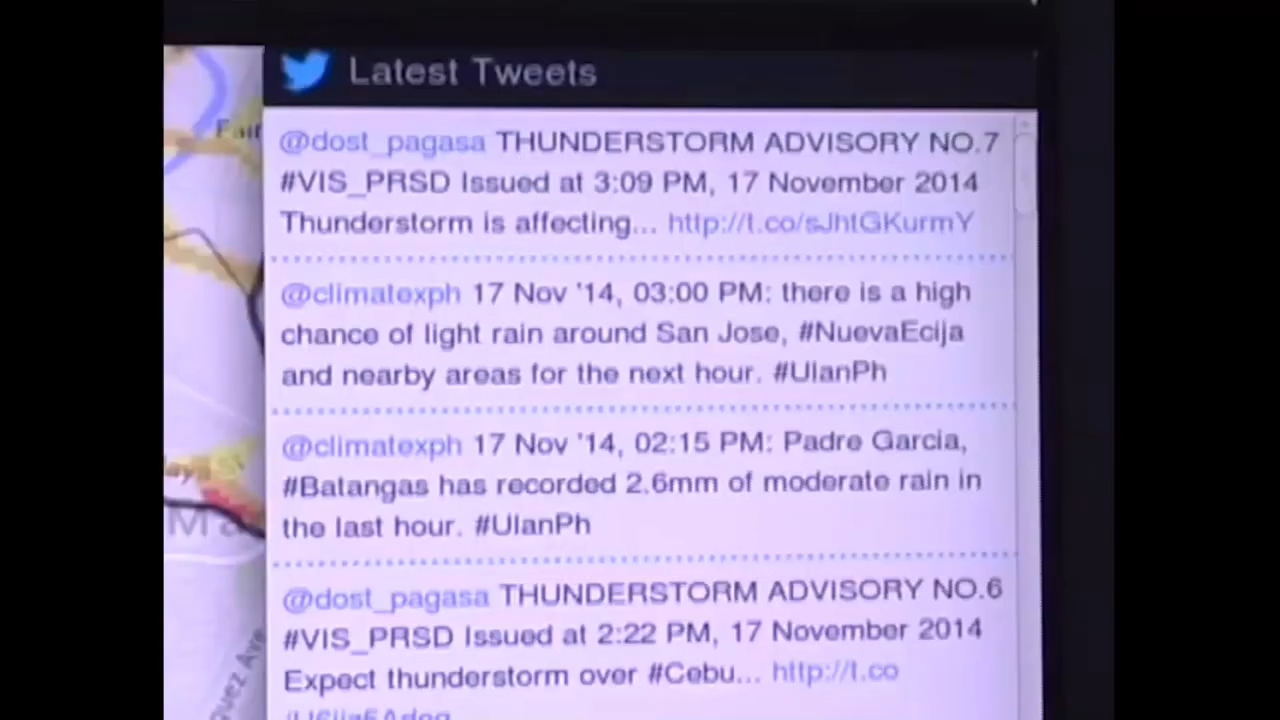 Latest Tweets
@dost_pagasa THUNDERSTORM ADVISORY NO.7
#VIS_PRSD Issued at 3:09 PM, 17 November 2014
Thunderstorm is affecting... http://t.co/sJhtGKurmY
@climatexph 17 Nov '14, 03:00 PM: there is a high
chance of light rain around San Jose, #NuevaEcija
and nearby areas for the next hour. #UlanPh
@climatexph 17 Nov '14, 02:15 PM: Padre Garcia,
#Batangas has recorded 2.6mm of moderate rain in
the last hour. #UlanPh
@dost_pagasa THUNDERSTORM ADVISORY NO.6
#VIS_PRSD Issued at 2:22 PM, 17 November 2014
Expect thunderstorm over #Cebu... http://t.co